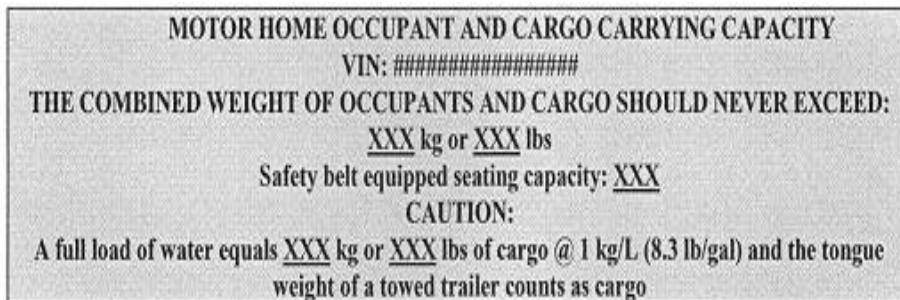 MOTOR HOME OCCUPANT AND CARGO CARRYING CAPACITY
VIN: #################
THE COMBINED WEIGHT OF OCCUPANTS AND CARGO SHOULD NEVER EXCEED:
XXX kg or XXX lbs
Safety belt equipped seating capacity: XXX
CAUTION:
A full load of water equals XXX kg or XXX lbs of cargo @ 1 kg/L (8.3 lb/gal) and the tongue
weight of a towed trailer counts as cargo